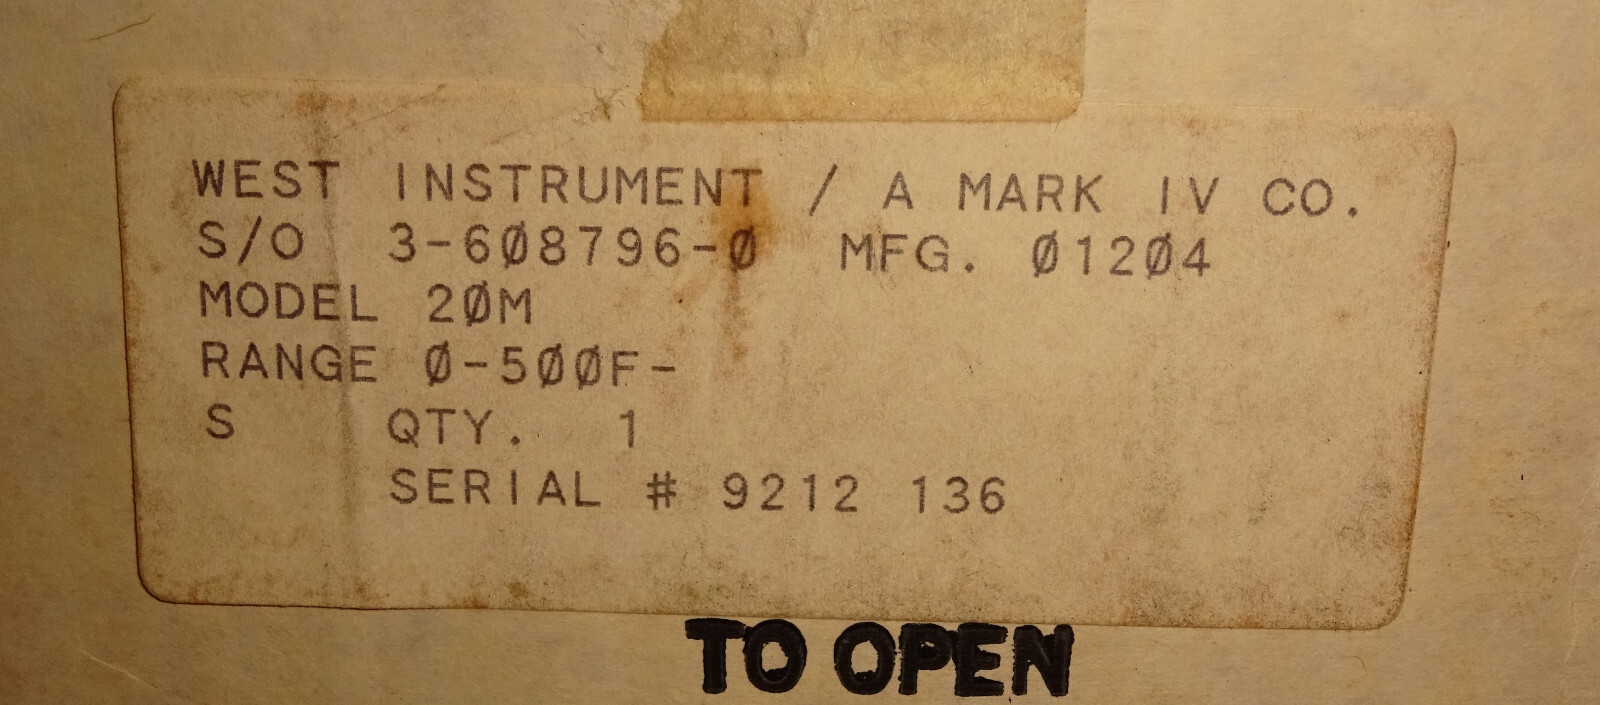 WEST INSTRUMENT / A MARK IV CO.
S/O 3-6Ø8796-Ø MFG. Ø12Ø4
MODEL 2ØM
RANGE Ø-5ØØF-
S QTY. 1
SERIAL # 9212 136
TO OPEN